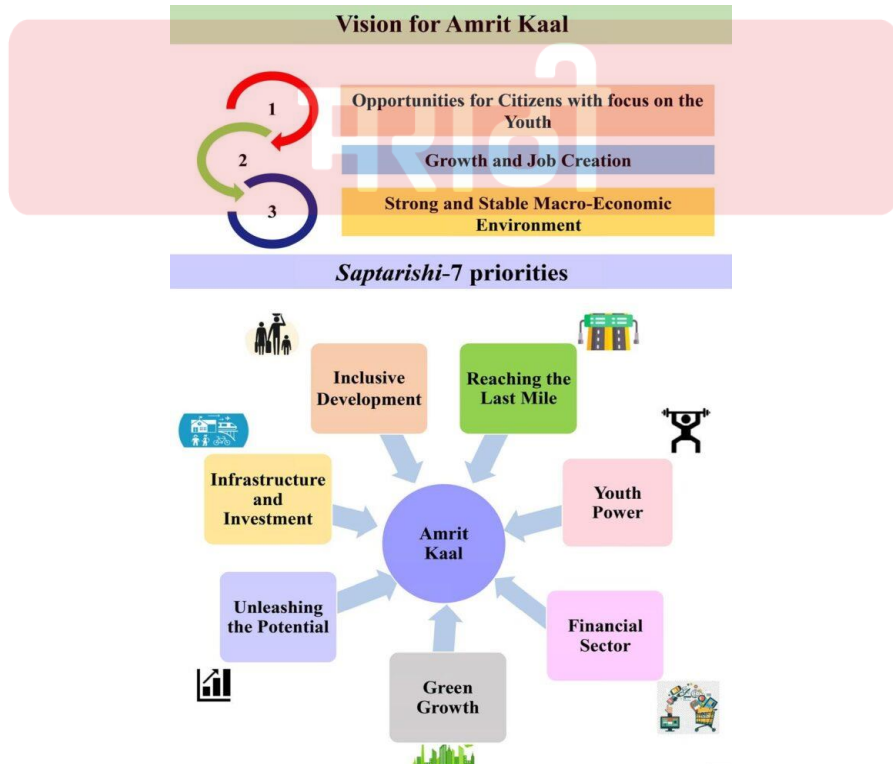 Vision for Amrit Kaal
मराठी
1
Opportunities for Citizens with focus on the
Youth
2
Growth and Job Creation
3
Strong and Stable Macro-Economic
Environment
Saptarishi-7 priorities
Inclusive
Development
Reaching the
Last Mile
Infrastructure
and
Investment
Youth
Power
Amrit
Kaal
Unleashing
the Potential
Financial
Sector
Green
Growth